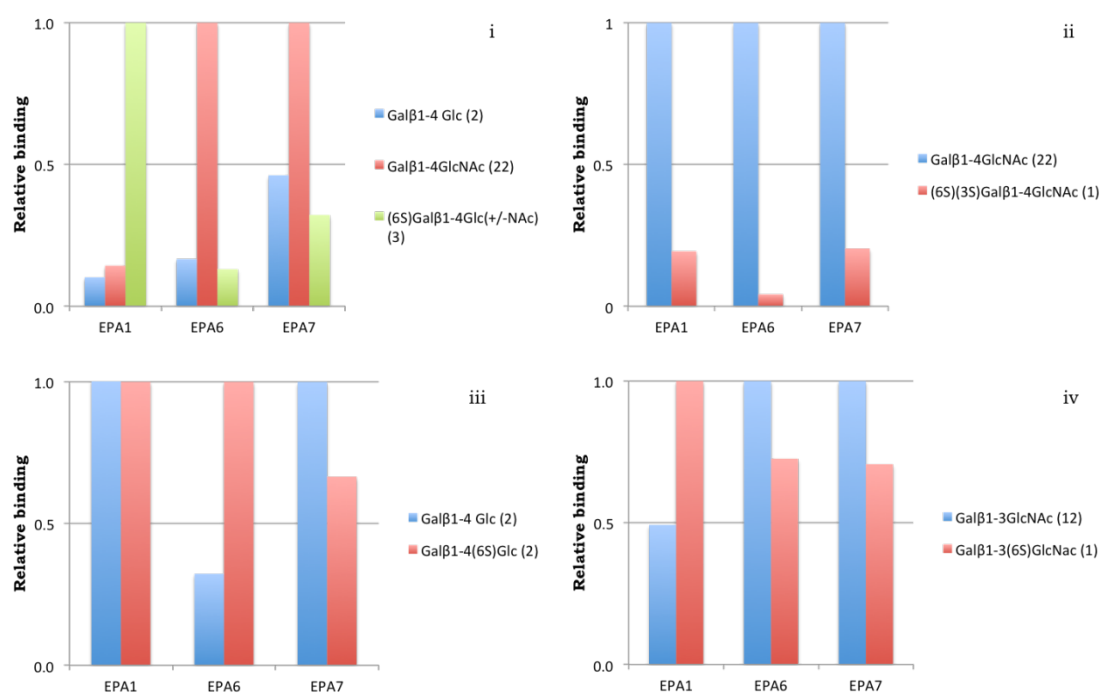 i
Relative binding
1.0
0.5
0.0
EPA1 EPA6 EPA7
Galβ1-4 Glc (2)
Galβ1-4GlcNAc (22)
(6S)Galβ1-4Glc(+/-NAc)
(3)
ii
Relative binding
1
0.5
0
EPA1 EPA6 EPA7
Galβ1-4GlcNAc (22)
(6S)(3S)Galβ1-4GlcNAc (1)
iii
Relative binding
1.0
0.5
0.0
EPA1 EPA6 EPA7
Galβ1-4 Glc (2)
Galβ1-4(6S)Glc (2)
iv
Relative binding
1.0
0.5
0.0
EPA1 EPA6 EPA7
Galβ1-3GlcNAc (12)
Galβ1-3(6S)GlcNac (1)